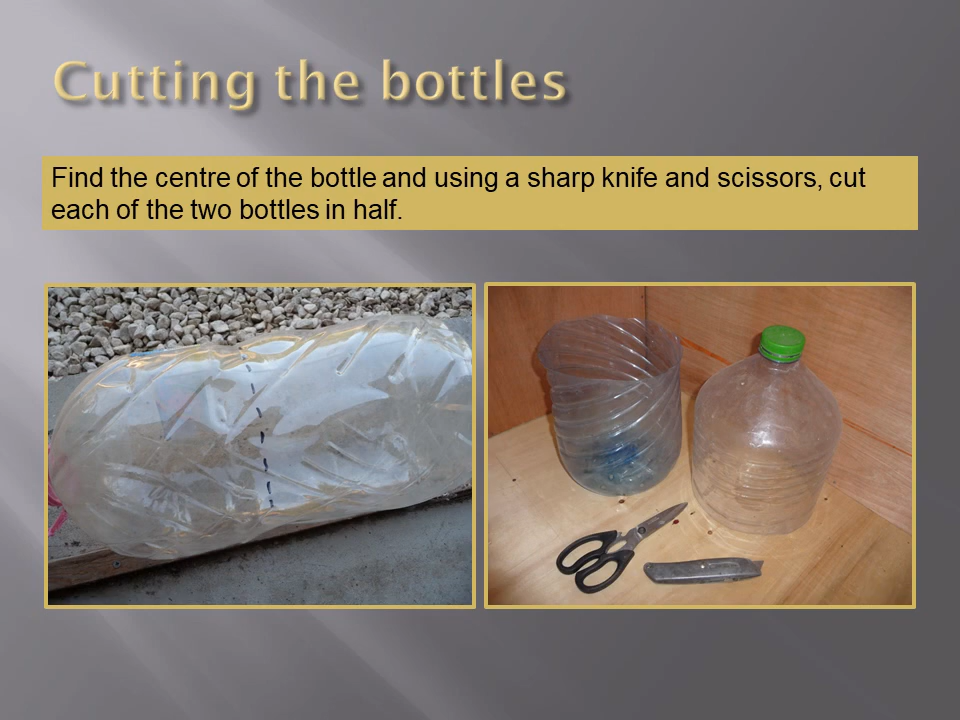 Cutting the bottles
Find the centre of the bottle and using a sharp knife and scissors, cut
each of the two bottles in half.